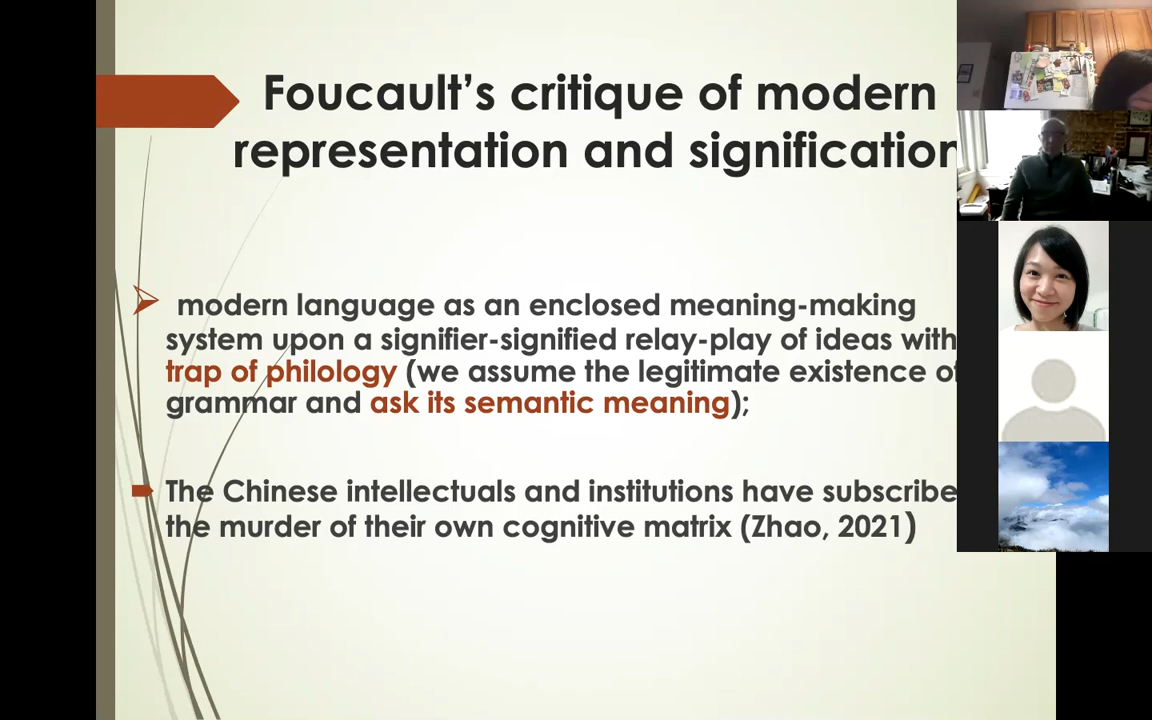 Foucault's critique of modern
representation and signification
modern language as an enclosed meaning-making
system upon a signifier-signified relay-play of ideas with
trap of philology (we assume the legitimate existence of
grammar and ask its semantic meaning);
The Chinese intellectuals and institutions have subscribe
the murder of their own cognitive matrix (Zhao, 2021)